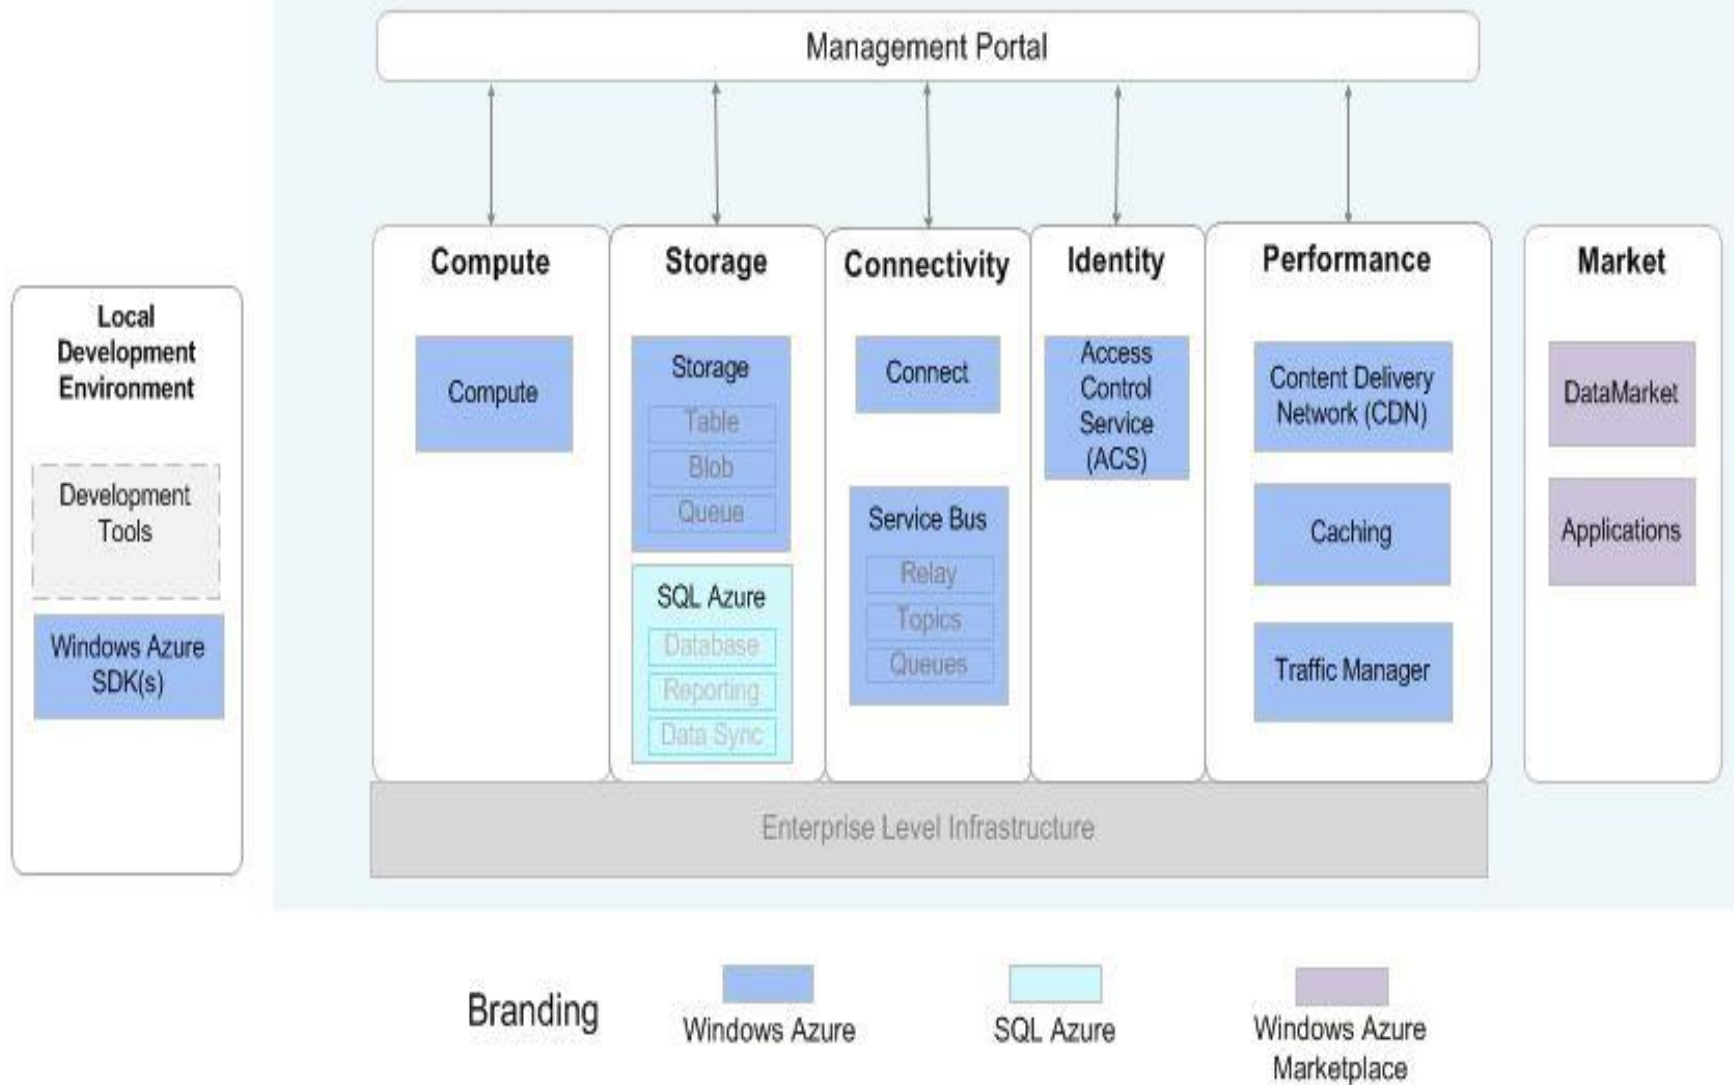 Management Portal
Local
Development
Environment
Development
Tools
Windows Azure
SDK(s)
Compute
Compute
Storage
Storage
Table
Blob
Queue
SQL Azure
Database
Reporting
Data Sync
Connectivity
Connect
Service Bus
Relay
Topics
Queues
Identity
Access
Control
Service
(ACS)
Performance
Content Delivery
Network (CDN)
Caching
Traffic Manager
Market
DataMarket
Applications
Enterprise Level Infrastructure
Branding
Windows Azure
SQL Azure
Windows Azure
Marketplace